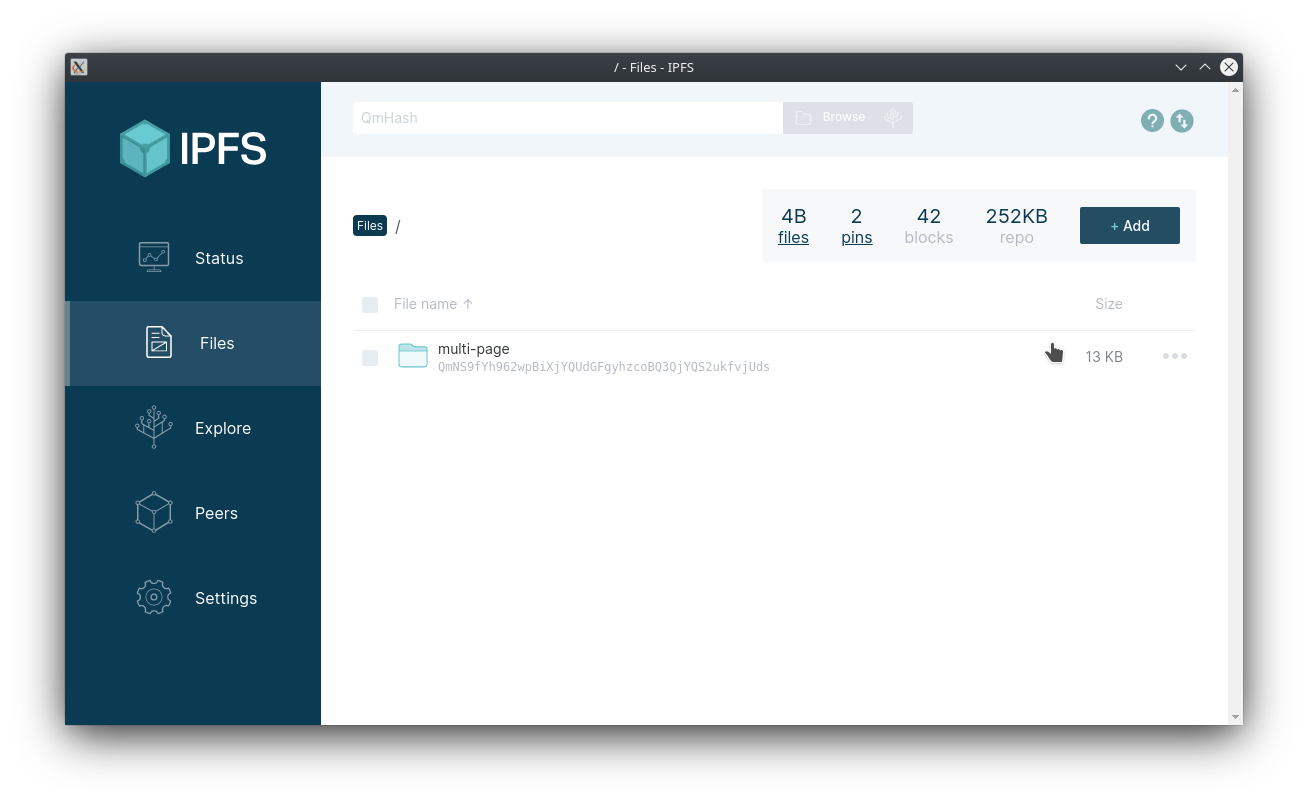 / - Files - IPFS
IPFS
QmHash
Browse
?
Files /
4B
files
2
pins
42
blocks
252KB
repo
+ Add
Status
Files
Explore
Peers
Settings
File name ↑
Size
multi-page
QmNS9fYh962wpBiXjYQUdGFgyhzcoBQ3QjYQS2ukfvjUds
13 KB